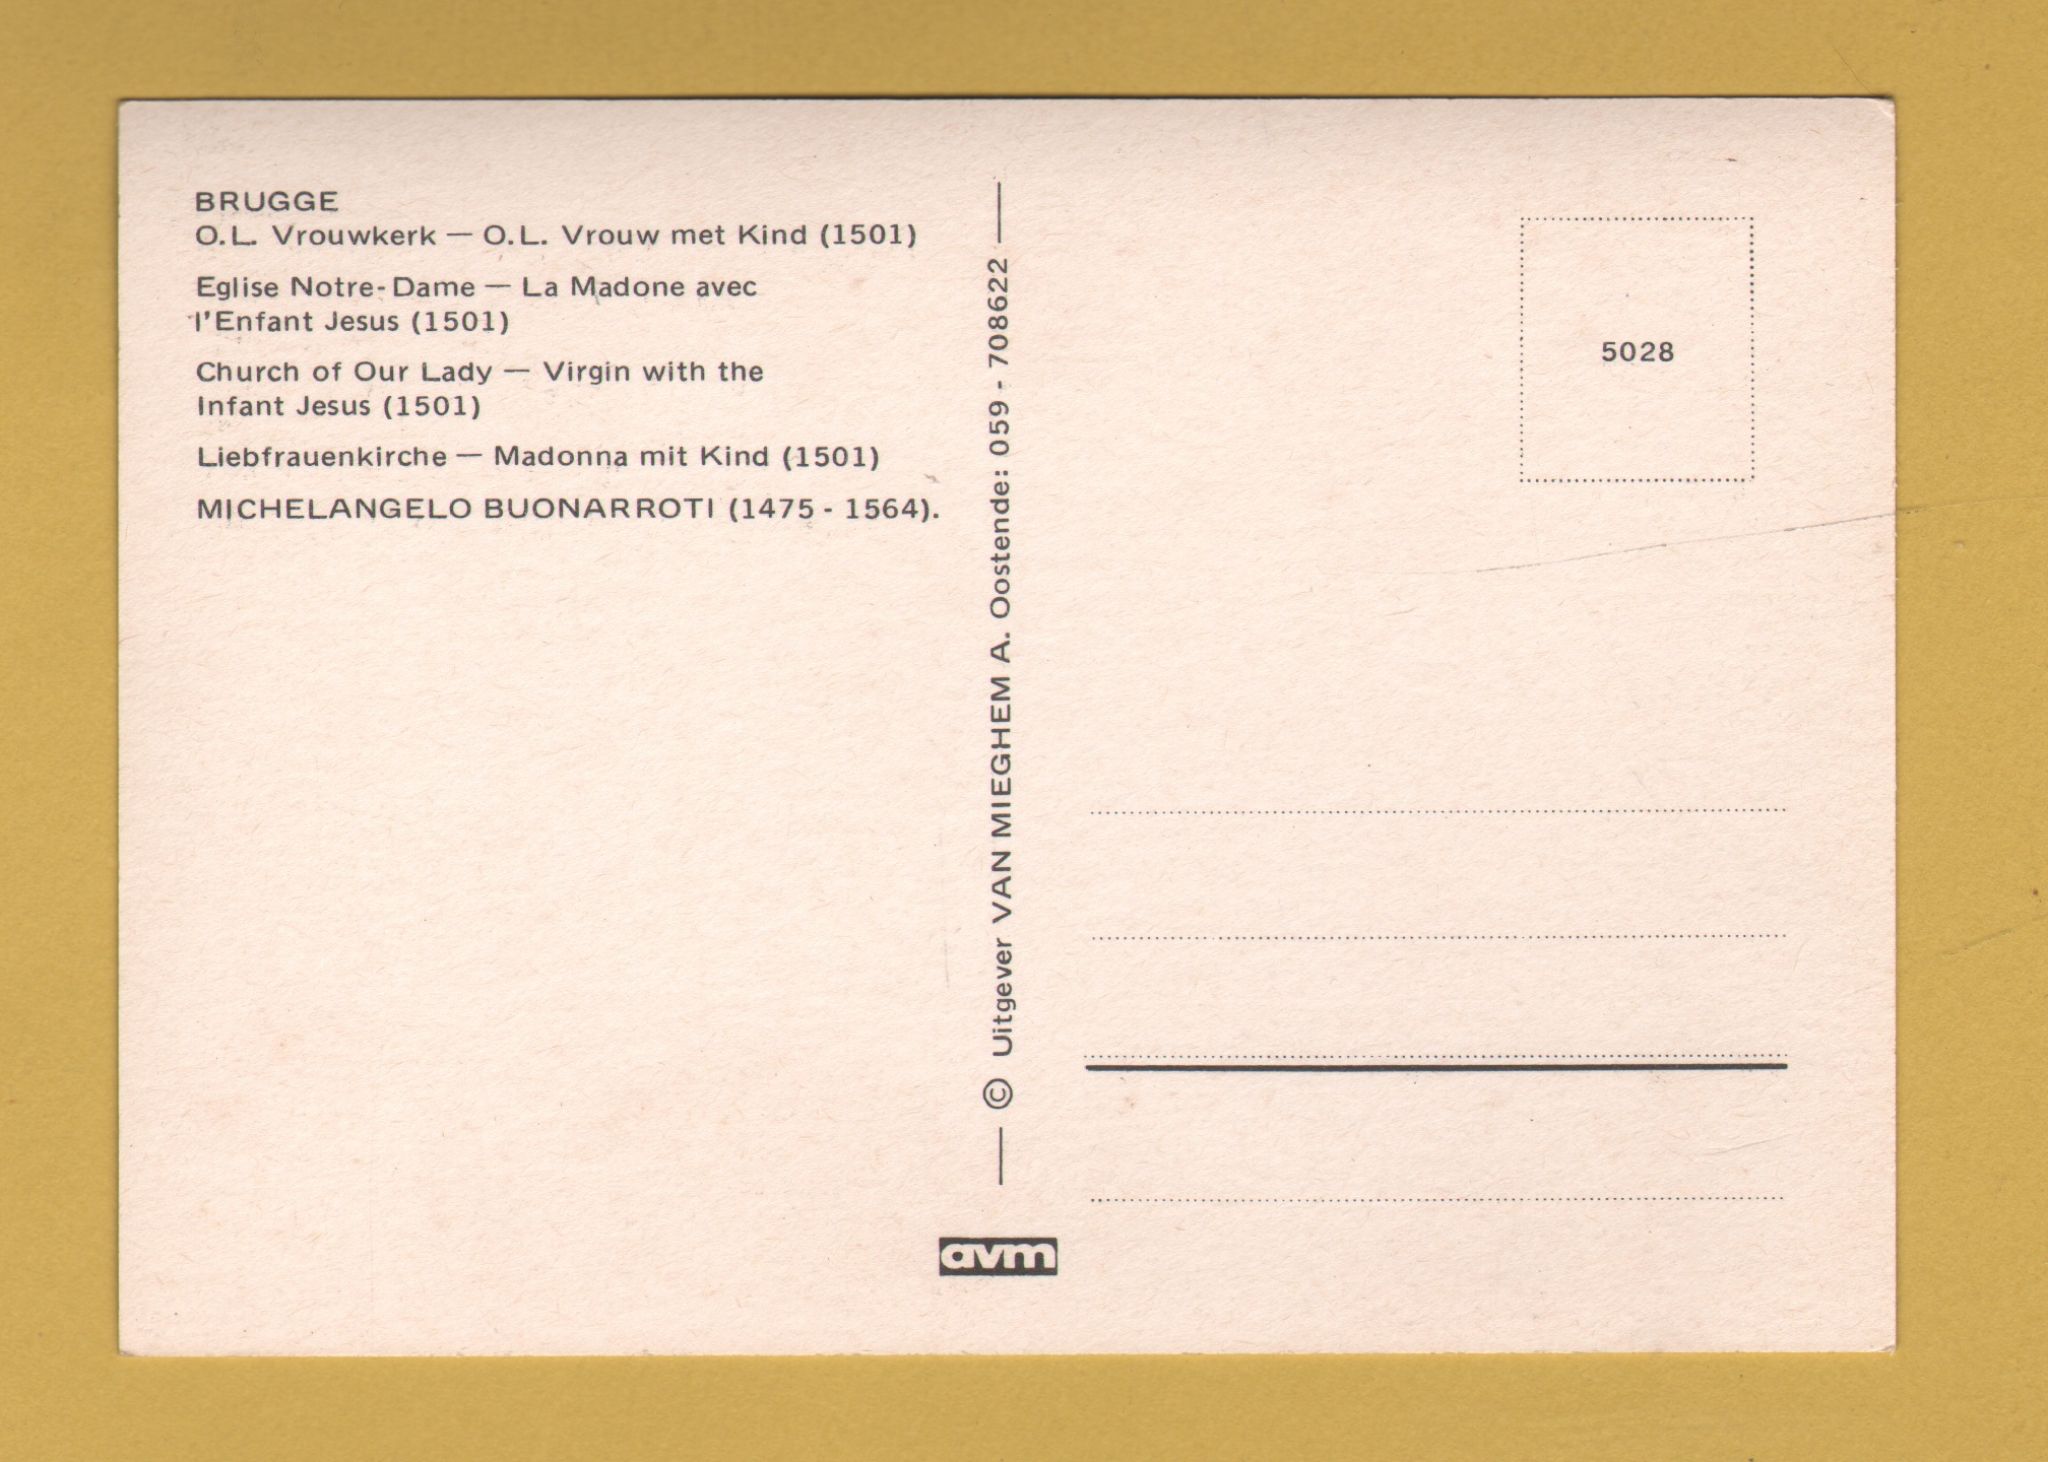 BRUGGE
O.L. Vrouwkerk — O.L. Vrouw met Kind (1501)
Eglise Notre-Dame — La Madone avec
l'Enfant Jesus (1501)
Church of Our Lady — Virgin with the
Infant Jesus (1501)
Liebfrauenkirche — Madonna mit Kind (1501)
MICHELANGELO BUONARROTI (1475 - 1564).
© Uitgever VAN MIEGHEM A. Oostende: 059 - 708622
avm
5028